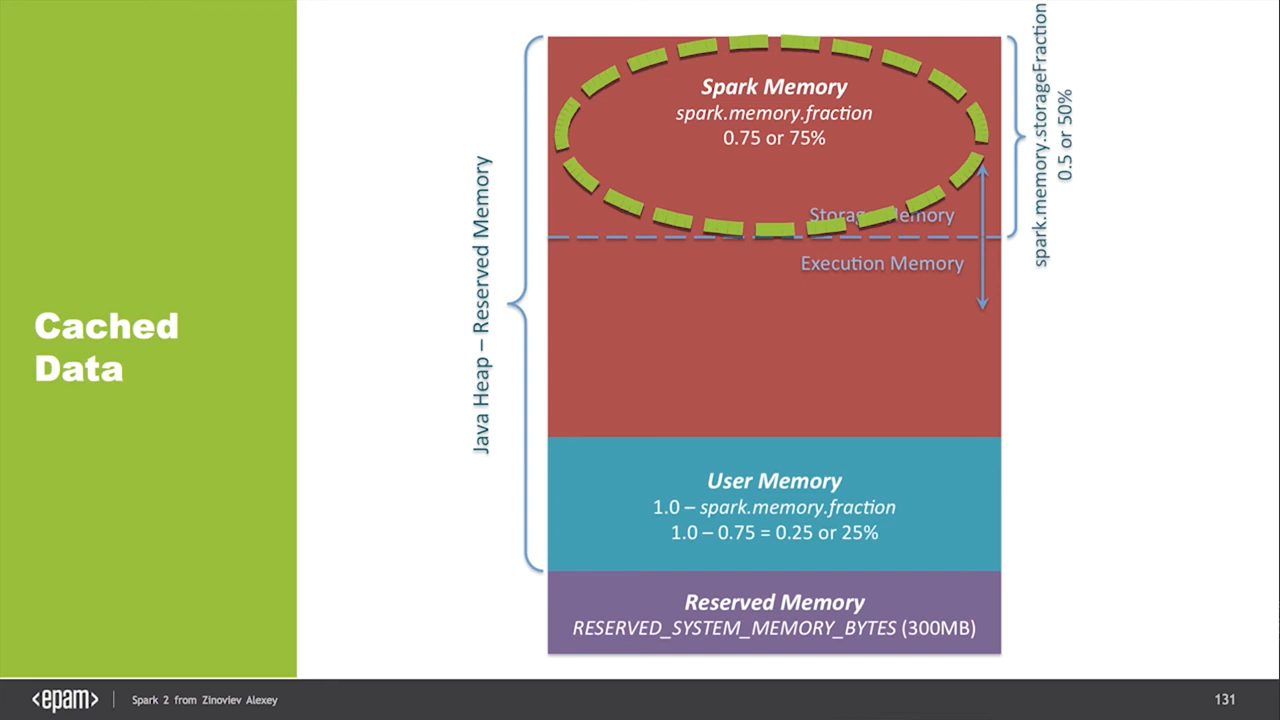 Cached
Data
Java Heap – Reserved Memory
Spark Memory
spark.memory.fraction
0.75 or 75%
Storage Memory
Execution Memory
spark.memory.storageFraction
0.5 or 50%
User Memory
1.0 – spark.memory.fraction
1.0 – 0.75 = 0.25 or 25%
Reserved Memory
RESERVED_SYSTEM_MEMORY_BYTES (300MB)
<epam>
Spark 2 from Zinoviev Alexey
131